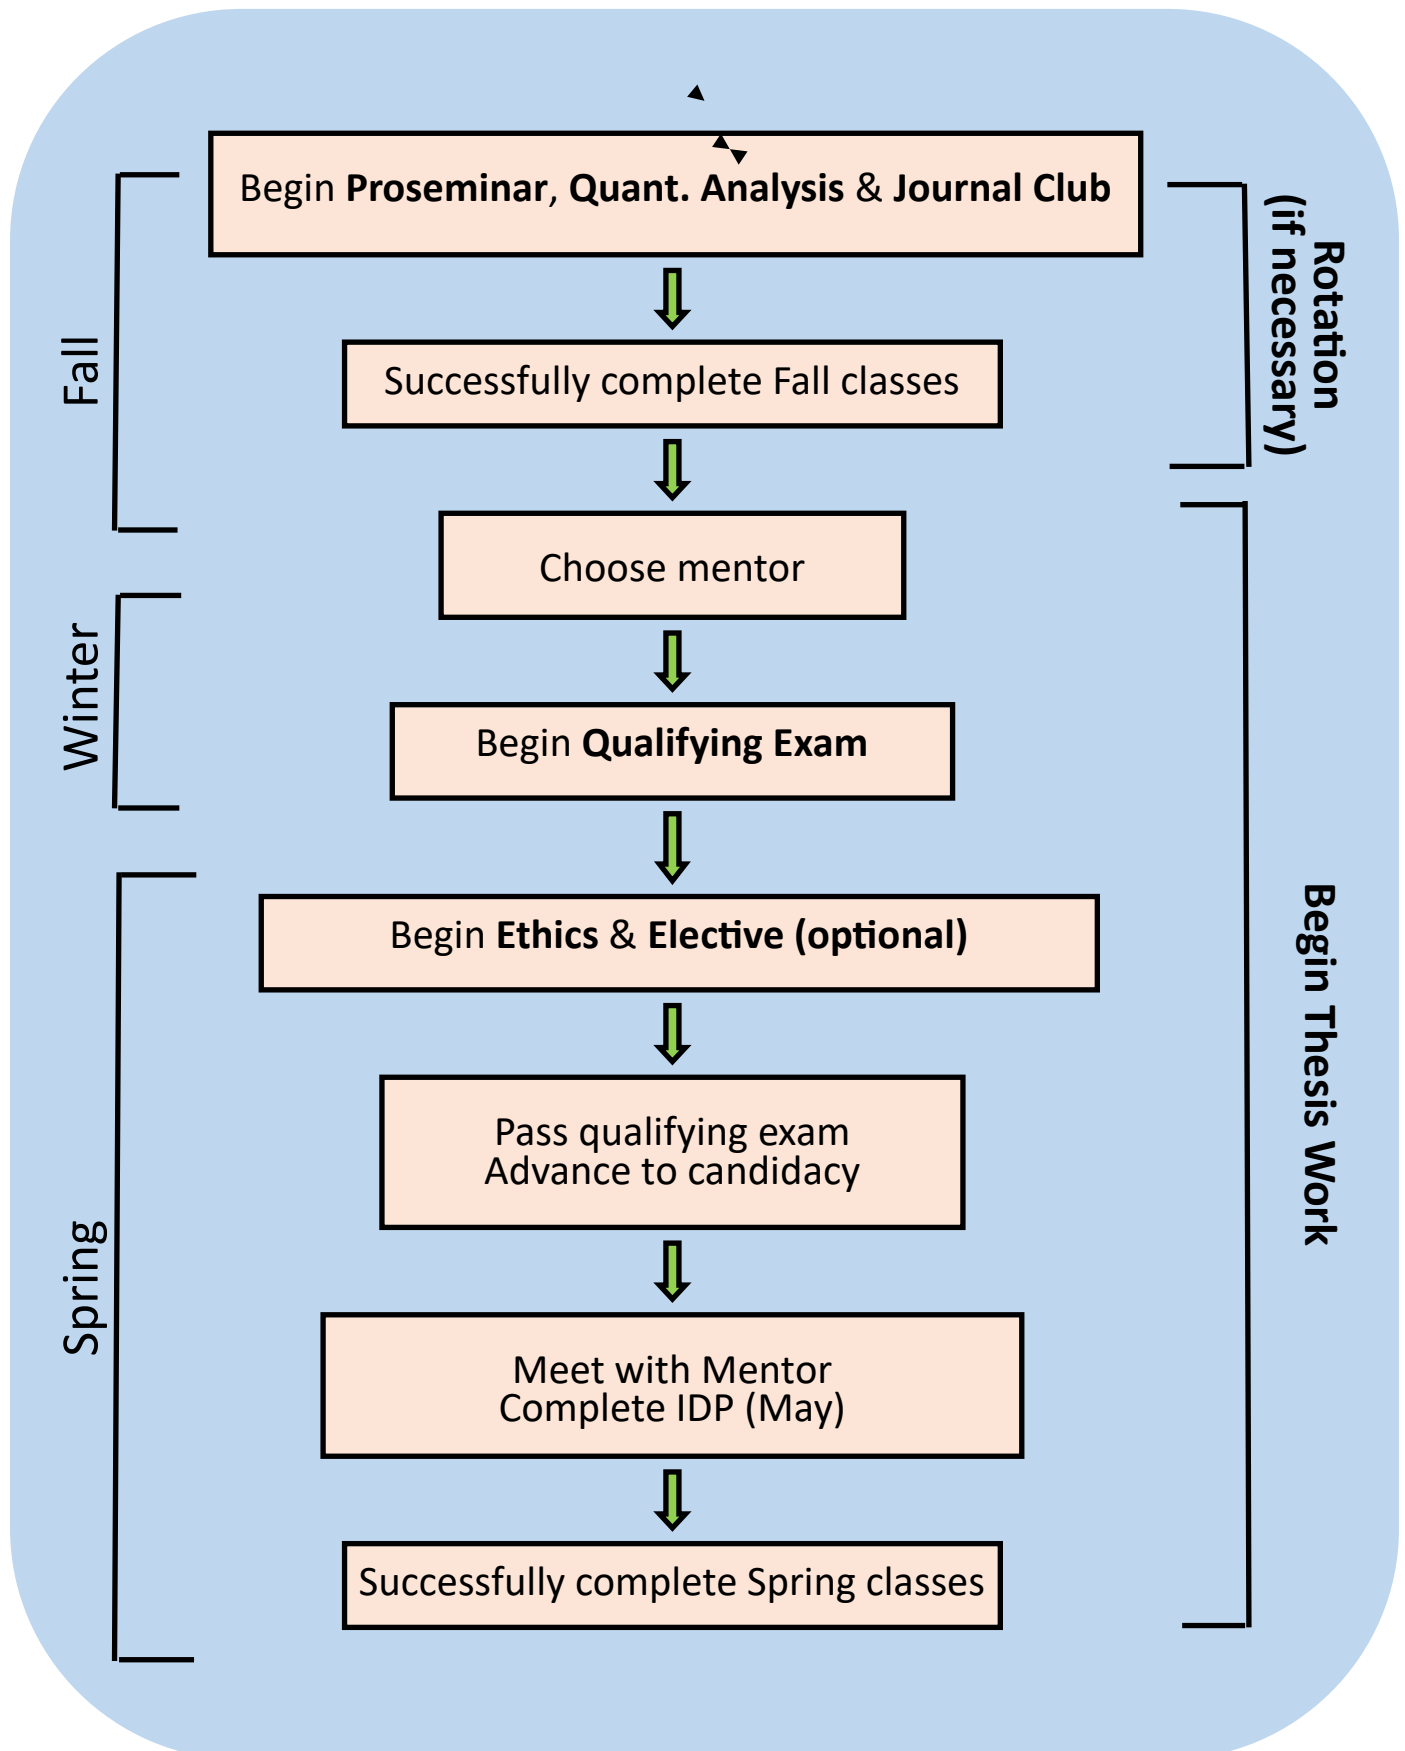 Begin Proseminar, Quant. Analysis & Journal Club
Successfully complete Fall classes
Choose mentor
Begin Qualifying Exam
Begin Ethics & Elective (optional)
Pass qualifying exam
Advance to candidacy
Meet with Mentor
Complete IDP (May)
Successfully complete Spring classes
Fall
Winter
Spring
Rotation
(if necessary)
Begin Thesis Work